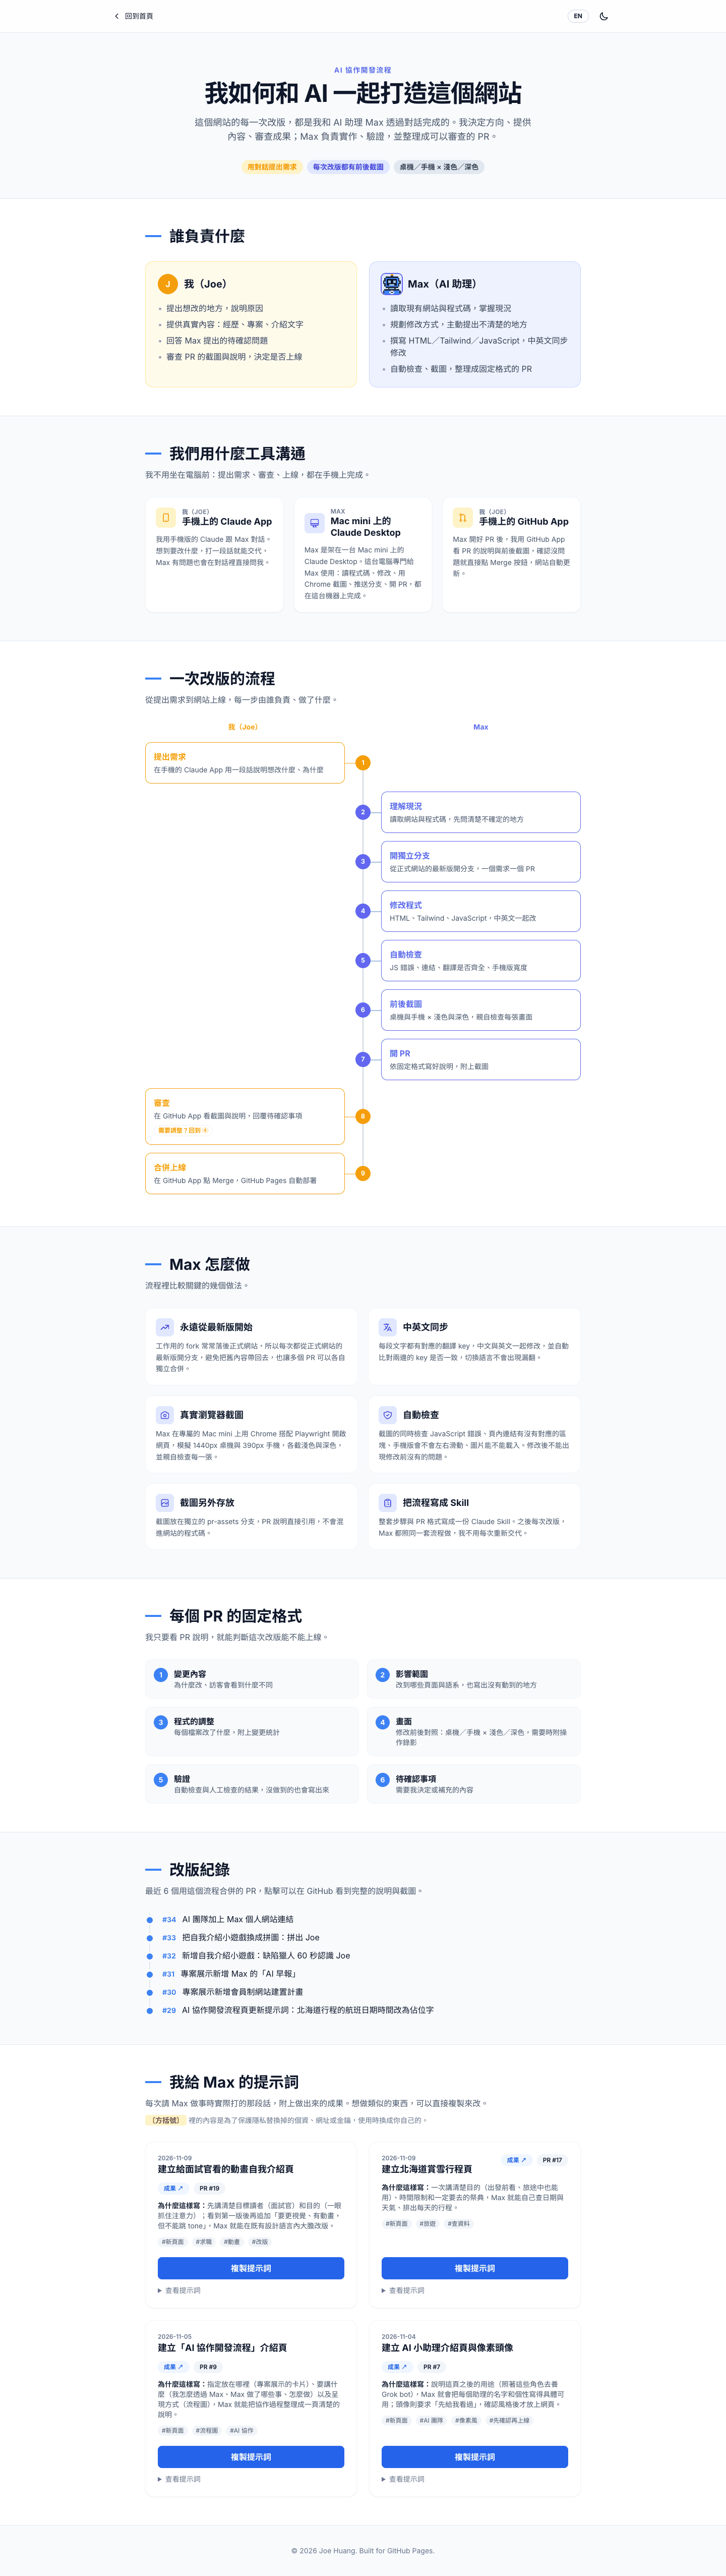 回到首頁
EN
AI 協作開發流程
我如何和 AI 一起打造這個網站
這個網站的每一次改版，都是我和 AI 助理 Max 透過對話完成的。我決定方向、提供
內容、審查成果；Max 負責實作、驗證，並整理成可以審查的 PR。
用對話提出需求
每次改版都有前後截圖
桌機／手機 × 淺色／深色
誰負責什麼
J
我（Joe）
提出想改的地方，說明原因
提供真實內容：經歷、專案、介紹文字
回答 Max 提出的待確認問題
審查 PR 的截圖與說明，決定是否上線
Max（AI 助理）
讀取現有網站與程式碼，掌握現況
規劃修改方式，主動提出不清楚的地方
撰寫 HTML／Tailwind／JavaScript，中英文同步
修改
自動檢查、截圖，整理成固定格式的 PR
我們用什麼工具溝通
我不用坐在電腦前：提出需求、審查、上線，都在手機上完成。
我（JOE）
手機上的 Claude App
我用手機版的 Claude 跟 Max 對話。
想到要改什麼，打一段話就能交代，
Max 有問題也會在對話裡直接問我。
MAX
Mac mini 上的
Claude Desktop
Max 是架在一台 Mac mini 上的
Claude Desktop。這台電腦專門給
Max 使用：讀程式碼、修改、用
Chrome 截圖、推送分支、開 PR，都
在這台機器上完成。
我（JOE）
手機上的 GitHub App
Max 開好 PR 後，我用 GitHub App
看 PR 的說明與前後截圖，確認沒問
題就直接點 Merge 按鈕，網站自動更
新。
一次改版的流程
從提出需求到網站上線，每一步由誰負責、做了什麼。
我（Joe）
Max
提出需求
在手機的 Claude App 用一段話說明想改什麼、為什麼
1
2
理解現況
讀取網站與程式碼，先問清楚不確定的地方
3
開獨立分支
從正式網站的最新版開分支，一個需求一個 PR
4
修改程式
HTML、Tailwind、JavaScript，中英文一起改
5
自動檢查
JS 錯誤、連結、翻譯是否齊全、手機版寬度
6
前後截圖
桌機與手機 × 淺色與深色，親自檢查每張畫面
7
開 PR
依固定格式寫好說明，附上截圖
審查
在 GitHub App 看截圖與說明，回覆待確認事項
需要調整？回到 ④
8
合併上線
在 GitHub App 點 Merge，GitHub Pages 自動部署
9
Max 怎麼做
流程裡比較關鍵的幾個做法。
永遠從最新版開始
工作用的 fork 常常落後正式網站，所以每次都從正式網站的
最新版開分支，避免把舊內容帶回去，也讓多個 PR 可以各自
獨立合併。
中英文同步
每段文字都有對應的翻譯 key，中文與英文一起修改，並自動
比對兩邊的 key 是否一致，切換語言不會出現漏翻。
真實瀏覽器截圖
Max 在專屬的 Mac mini 上用 Chrome 搭配 Playwright 開啟
網頁，模擬 1440px 桌機與 390px 手機，各截淺色與深色，
並親自檢查每一張。
自動檢查
截圖的同時檢查 JavaScript 錯誤、頁內連結有沒有對應的區
塊、手機版會不會左右滑動、圖片能不能載入。修改後不能出
現修改前沒有的問題。
截圖另外存放
截圖放在獨立的 pr-assets 分支，PR 說明直接引用，不會混
進網站的程式碼。
把流程寫成 Skill
整套步驟與 PR 格式寫成一份 Claude Skill。之後每次改版，
Max 都照同一套流程做，我不用每次重新交代。
每個 PR 的固定格式
我只要看 PR 說明，就能判斷這次改版能不能上線。
1
變更內容
為什麼改、訪客會看到什麼不同
2
影響範圍
改到哪些頁面與語系，也寫出沒有動到的地方
3
程式的調整
每個檔案改了什麼，附上變更統計
4
畫面
修改前後對照：桌機／手機 × 淺色／深色，需要時附操
作錄影
5
驗證
自動檢查與人工檢查的結果，沒做到的也會寫出來
6
待確認事項
需要我決定或補充的內容
改版紀錄
最近 6 個用這個流程合併的 PR，點擊可以在 GitHub 看到完整的說明與截圖。
#34 AI 團隊加上 Max 個人網站連結
#33 把自我介紹小遊戲換成拼圖：拼出 Joe
#32 新增自我介紹小遊戲：缺陷獵人 60 秒認識 Joe
#31 專案展示新增 Max 的「AI 早報」
#30 專案展示新增會員制網站建置計畫
#29 AI 協作開發流程頁更新提示詞：北海道行程的航班日期時間改為佔位字
我給 Max 的提示詞
每次請 Max 做事時實際打的那段話，附上做出來的成果。想做類似的東西，可以直接複製來改。
〔方括號〕 裡的內容是為了保護隱私替換掉的個資、網址或金鑰，使用時換成你自己的。
2026-11-09
建立給面試官看的動畫自我介紹頁
成果 ↗
PR #19
為什麼這樣寫：先講清楚目標讀者（面試官）和目的（一眼
抓住注意力）；看到第一版後再追加「要更視覺、有動畫，
但不能跳 tone」，Max 就能在既有設計語言內大膽改版。
#新頁面
#求職
#動畫
#改版
複製提示詞
查看提示詞
2026-11-09
建立北海道賞雪行程頁
成果 ↗
PR #17
為什麼這樣寫：一次講清楚目的（出發前看、旅途中也能
用）、時間限制和一定要去的祭典，Max 就能自己查日期與
天氣、排出每天的行程。
#新頁面
#旅遊
#查資料
複製提示詞
查看提示詞
2026-11-05
建立「AI 協作開發流程」介紹頁
成果 ↗
PR #9
為什麼這樣寫：指定放在哪裡（專案展示的卡片）、要講什
麼（我怎麼透過 Max、Max 做了哪些事、怎麼做）以及呈
現方式（流程圖），Max 就能把協作過程整理成一頁清楚的
說明。
#新頁面
#流程圖
#AI 協作
複製提示詞
查看提示詞
2026-11-04
建立 AI 小助理介紹頁與像素頭像
成果 ↗
PR #7
為什麼這樣寫：說明這頁之後的用途（照著這些角色去養
Grok bot），Max 就會把每個助理的名字和個性寫得具體可
用；頭像則要求「先給我看過」，確認風格後才放上網頁。
#新頁面
#AI 團隊
#像素風
#先確認再上線
複製提示詞
查看提示詞
© 2026 Joe Huang. Built for GitHub Pages.